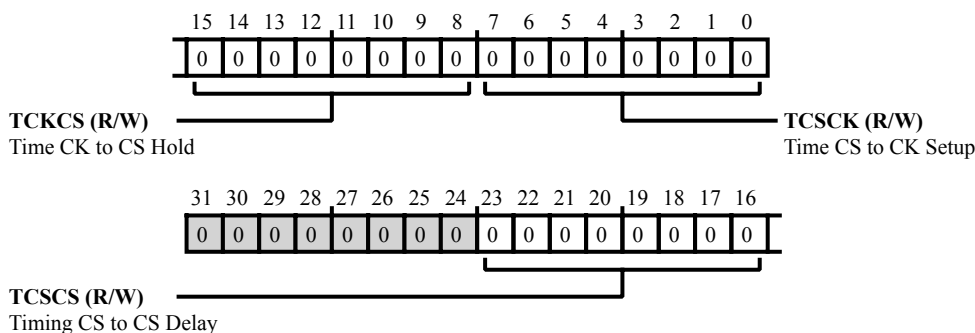 15 14 13 12 11 10 9 8 7 6 5 4 3 2 1 0
0 0 0 0 0 0 0 0 0 0 0 0 0 0 0 0
TCKCS (R/W)
Time CK to CS Hold
TCSCK (R/W)
Time CS to CK Setup
31 30 29 28 27 26 25 24 23 22 21 20 19 18 17 16
0 0 0 0 0 0 0 0 0 0 0 0 0 0 0 0
TCSCS (R/W)
Timing CS to CS Delay